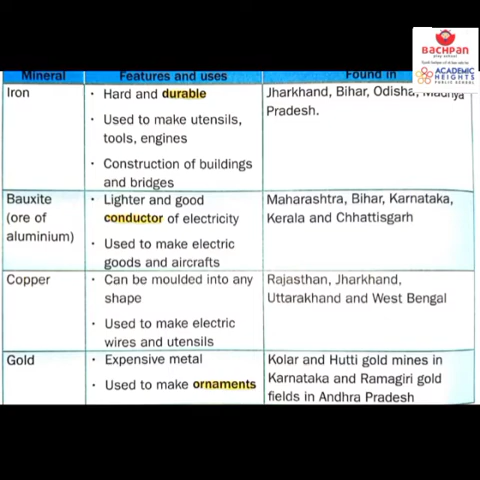 BACHPAN
ACADEMIC
HEIGHTS
PUBLIC SCHOOL
Mineral Features and uses Found in
Iron • Hard and durable Jharkhand, Bihar, Odisha, Madhya
• Used to make utensils, Pradesh.
tools, engines
• Construction of buildings
and bridges
Bauxite • Lighter and good Maharashtra, Bihar, Karnataka,
(ore of conductor of electricity Kerala and Chhattisgarh
aluminium) • Used to make electric
goods and aircrafts
Copper • Can be moulded into any Rajasthan, Jharkhand,
shape Uttarakhand and West Bengal
• Used to make electric
wires and utensils
Gold • Expensive metal Kolar and Hutti gold mines in
• Used to make ornaments Karnataka and Ramagiri gold
fields in Andhra Pradesh